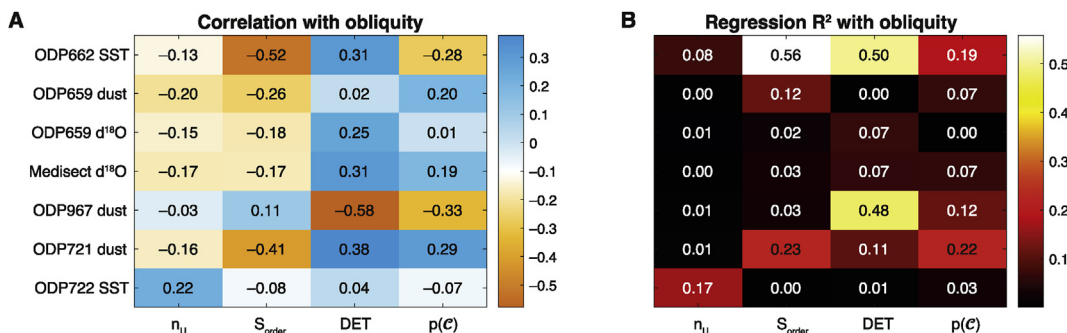 A Correlation with obliquity
ODP662 SST −0.13 −0.52 0.31 −0.28
ODP659 dust −0.20 −0.26 0.02 0.20
ODP659 d¹⁸O −0.15 −0.18 0.25 0.01
Medisect d¹⁸O −0.17 −0.17 0.31 0.19
ODP967 dust −0.03 0.11 −0.58 −0.33
ODP721 dust −0.16 −0.41 0.38 0.29
ODP722 SST 0.22 −0.08 0.04 −0.07
n_U S_order DET p(𝒞)
0.3
0.2
0.1
0
−0.1
−0.2
−0.3
−0.4
−0.5
B Regression R² with obliquity
0.08 0.56 0.50 0.19
0.00 0.12 0.00 0.07
0.01 0.02 0.07 0.00
0.00 0.03 0.07 0.07
0.01 0.03 0.48 0.12
0.01 0.23 0.11 0.22
0.17 0.00 0.01 0.03
n_U S_order DET p(𝒞)
0.5
0.4
0.3
0.2
0.1